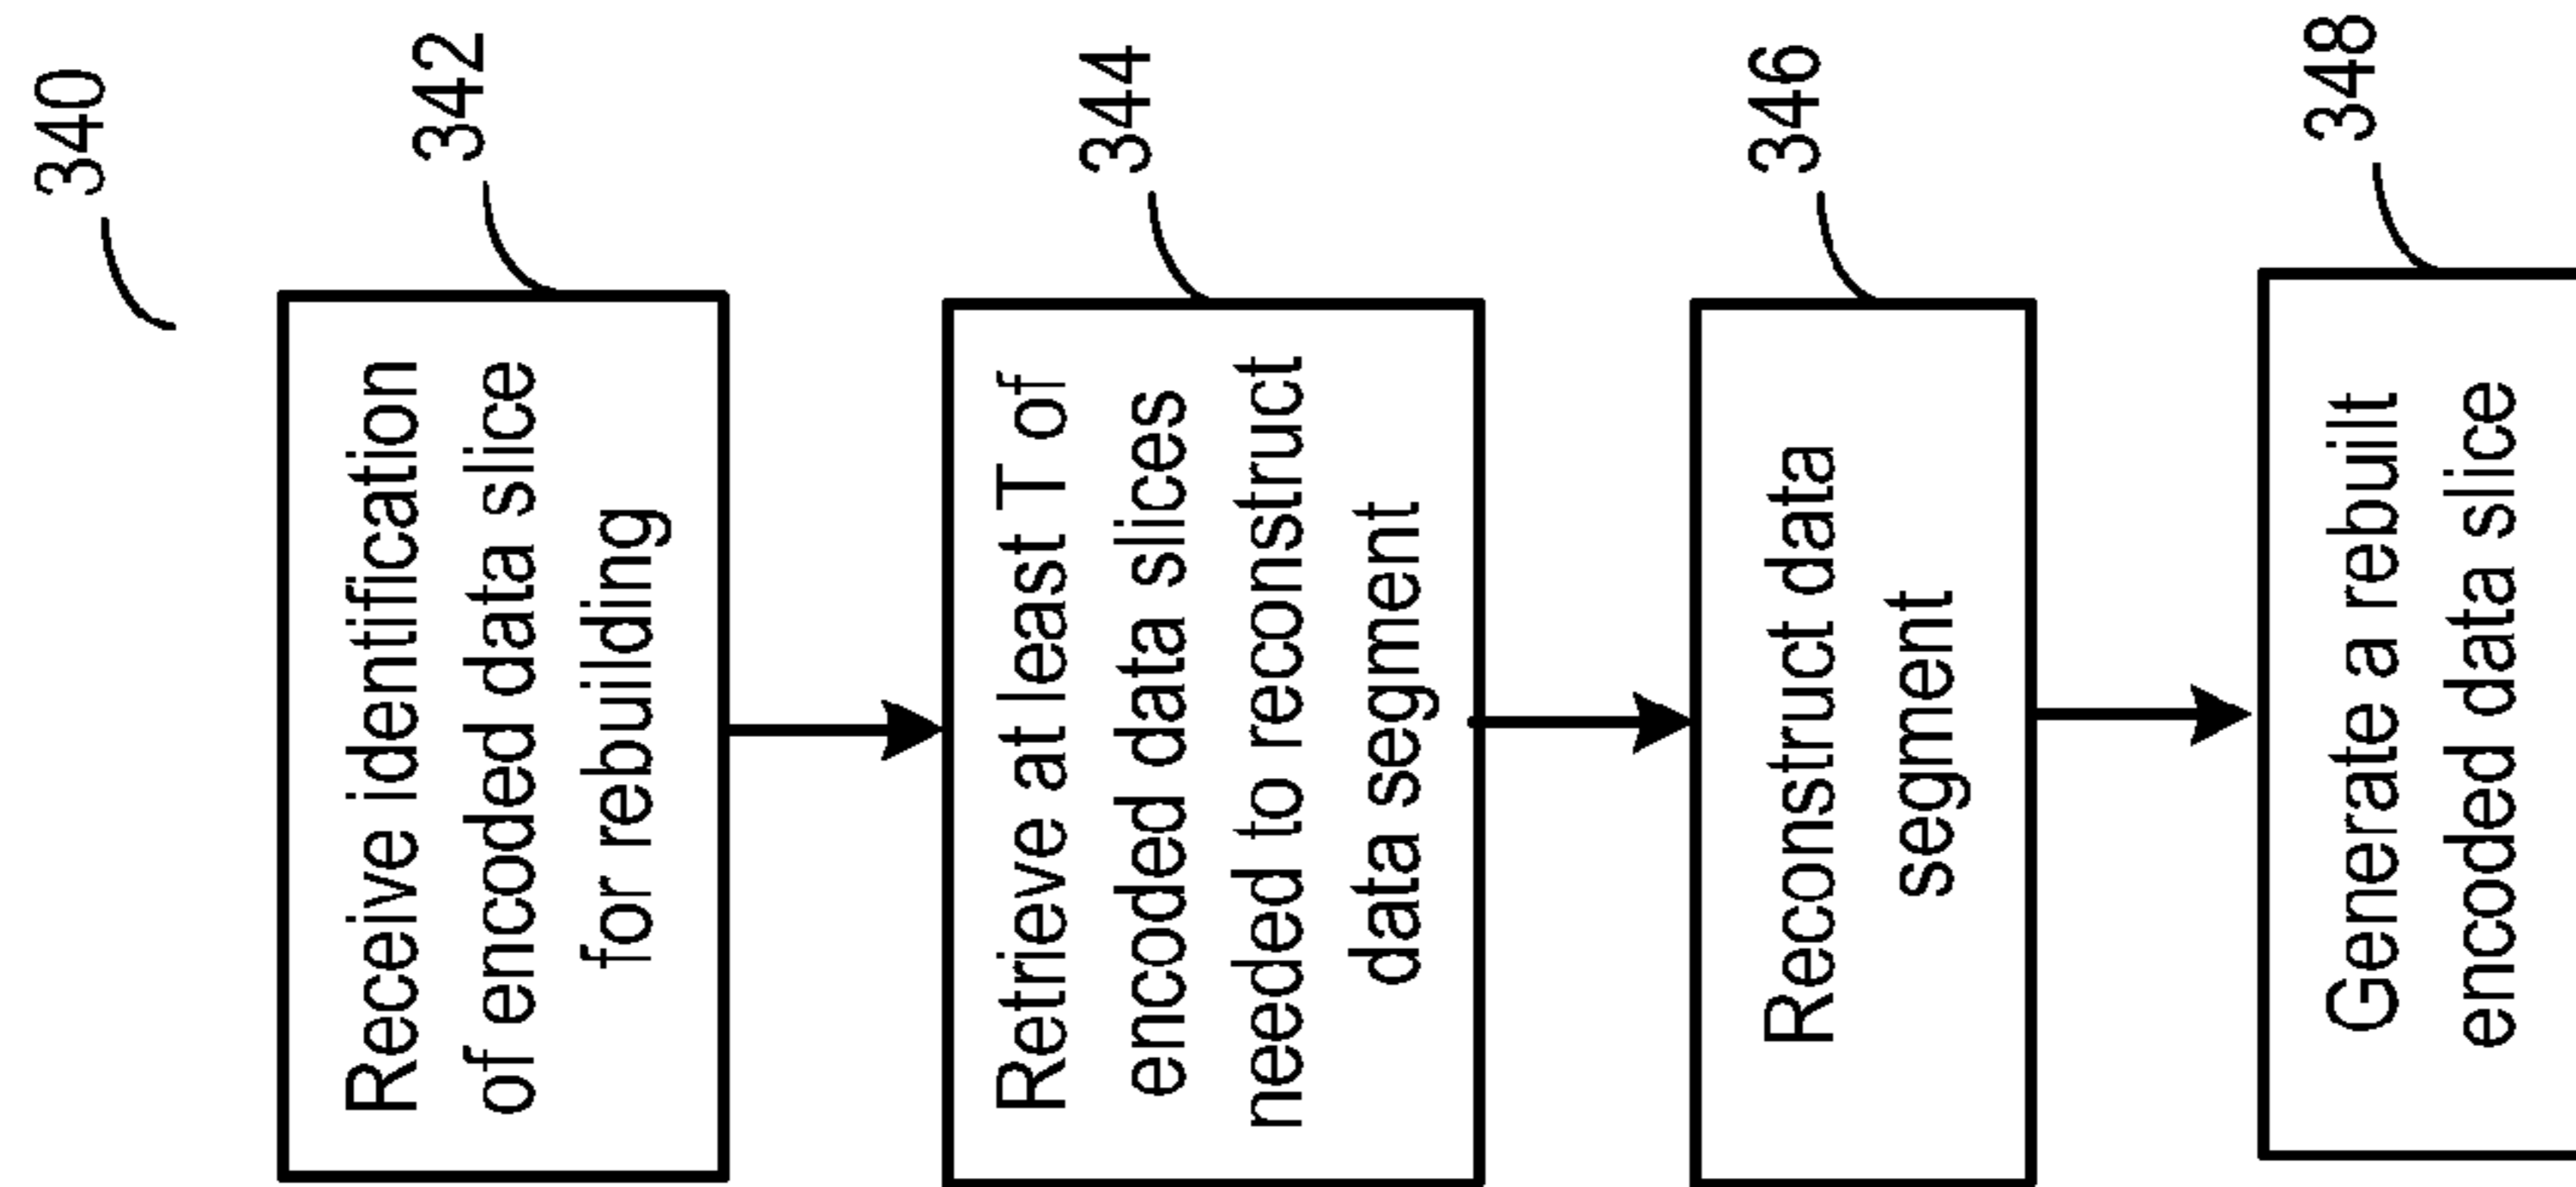 340
342
Receive identification
of encoded data slice
for rebuilding
344
Retrieve at least T of
encoded data slices
needed to reconstruct
data segment
346
Reconstruct data
segment
348
Generate a rebuilt
encoded data slice